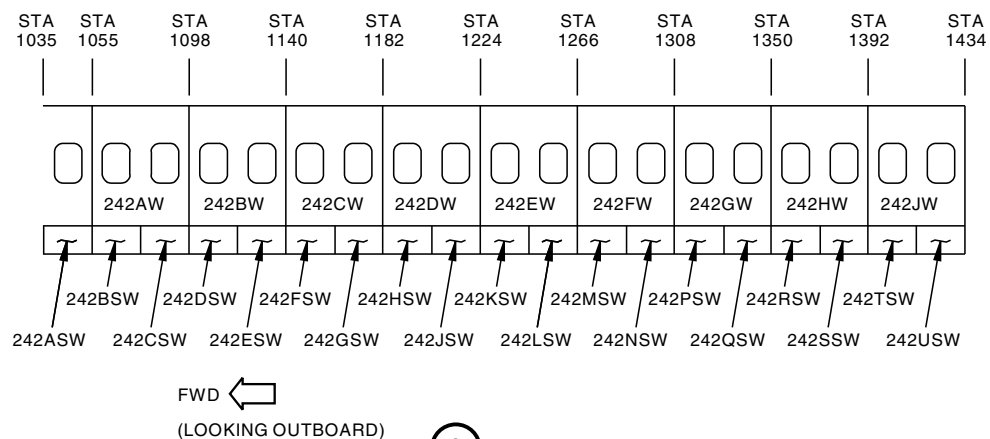 STA STA STA STA STA STA STA STA STA STA STA
1035 1055 1098 1140 1182 1224 1266 1308 1350 1392 1434
242AW 242BW 242CW 242DW 242EW 242FW 242GW 242HW 242JW
242BSW 242DSW 242FSW 242HSW 242KSW 242MSW 242PSW 242RSW 242TSW
242ASW 242CSW 242ESW 242GSW 242JSW 242LSW 242NSW 242QSW 242SSW 242USW
FWD
(LOOKING OUTBOARD)